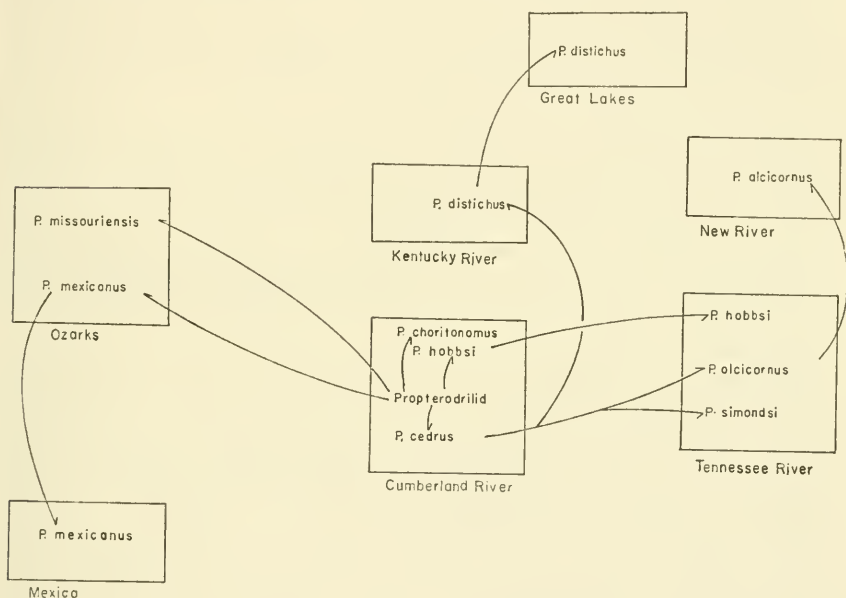 P. distichus
Great Lakes
P. alcicornus
New River
P. distichus
Kentucky River
P. missouriensis
P. mexicanus
Ozarks
P. choritonomus
P. hobbsi
Propterodrilid
P. cedrus
Cumberland River
P. hobbsi
P. olcicornus
P. simondsi
Tennessee River
P. mexicanus
Mexico